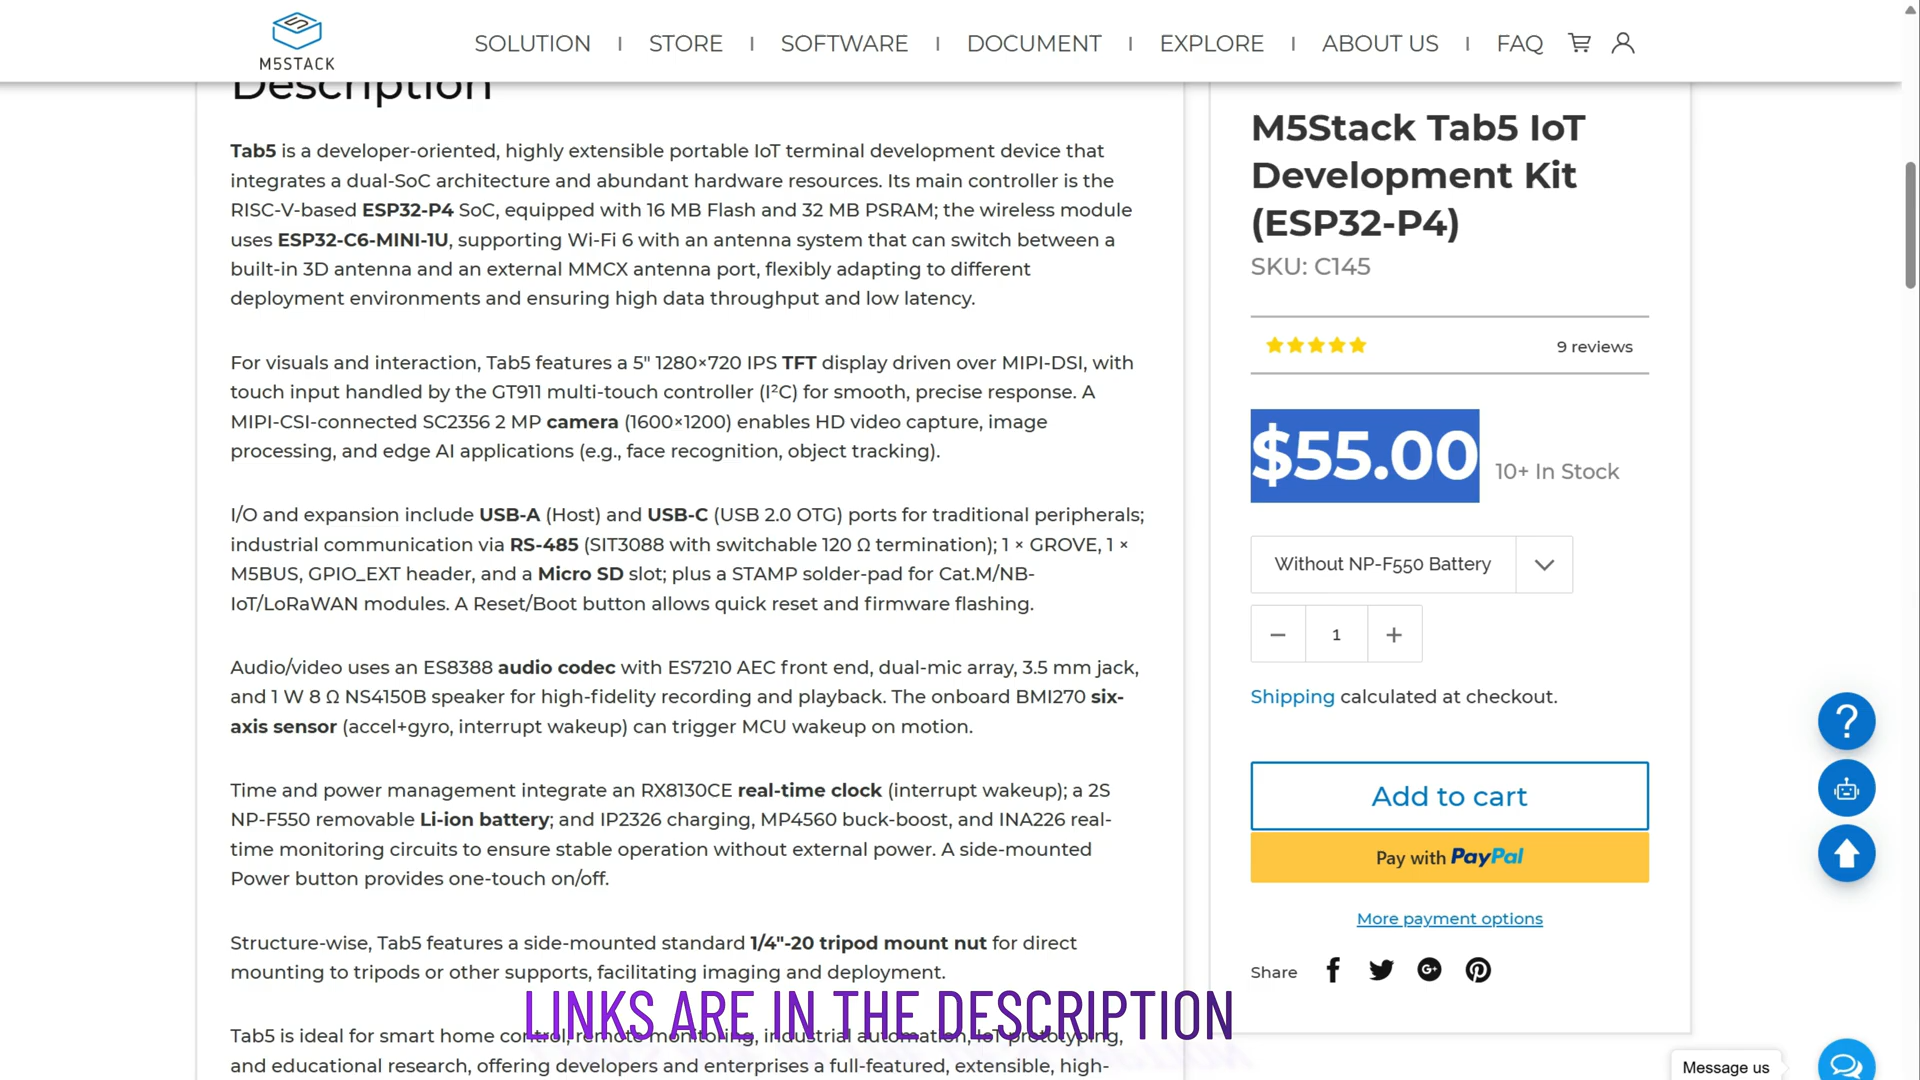 M5STACK
SOLUTION | STORE | SOFTWARE | DOCUMENT | EXPLORE | ABOUT US | FAQ
Description
Tab5 is a developer-oriented, highly extensible portable IoT terminal development device that
integrates a dual-SoC architecture and abundant hardware resources. Its main controller is the
RISC-V-based ESP32-P4 SoC, equipped with 16 MB Flash and 32 MB PSRAM; the wireless module
uses ESP32-C6-MINI-1U, supporting Wi-Fi 6 with an antenna system that can switch between a
built-in 3D antenna and an external MMCX antenna port, flexibly adapting to different
deployment environments and ensuring high data throughput and low latency.
For visuals and interaction, Tab5 features a 5" 1280×720 IPS TFT display driven over MIPI-DSI, with
touch input handled by the GT911 multi-touch controller (I²C) for smooth, precise response. A
MIPI-CSI-connected SC2356 2 MP camera (1600×1200) enables HD video capture, image
processing, and edge AI applications (e.g., face recognition, object tracking).
I/O and expansion include USB-A (Host) and USB-C (USB 2.0 OTG) ports for traditional peripherals;
industrial communication via RS-485 (SIT3088 with switchable 120 Ω termination); 1 × GROVE, 1 ×
M5BUS, GPIO_EXT header, and a Micro SD slot; plus a STAMP solder-pad for Cat.M/NB-
IoT/LoRaWAN modules. A Reset/Boot button allows quick reset and firmware flashing.
Audio/video uses an ES8388 audio codec with ES7210 AEC front end, dual-mic array, 3.5 mm jack,
and 1 W 8 Ω NS4150B speaker for high-fidelity recording and playback. The onboard BMI270 six-
axis sensor (accel+gyro, interrupt wakeup) can trigger MCU wakeup on motion.
Time and power management integrate an RX8130CE real-time clock (interrupt wakeup); a 2S
NP-F550 removable Li-ion battery; and IP2326 charging, MP4560 buck-boost, and INA226 real-
time monitoring circuits to ensure stable operation without external power. A side-mounted
Power button provides one-touch on/off.
Structure-wise, Tab5 features a side-mounted standard 1/4"-20 tripod mount nut for direct
mounting to tripods or other supports, facilitating imaging and deployment.
LINKS ARE IN THE DESCRIPTION
Tab5 is ideal for smart home control, remote monitoring, industrial automation, IoT prototyping,
and educational research, offering developers and enterprises a full-featured, extensible, high-
M5Stack Tab5 IoT
Development Kit
(ESP32-P4)
SKU: C145
9 reviews
$55.00 10+ In Stock
Without NP-F550 Battery
− 1 +
Shipping calculated at checkout.
Add to cart
Pay with PayPal
More payment options
Share
?
Message us